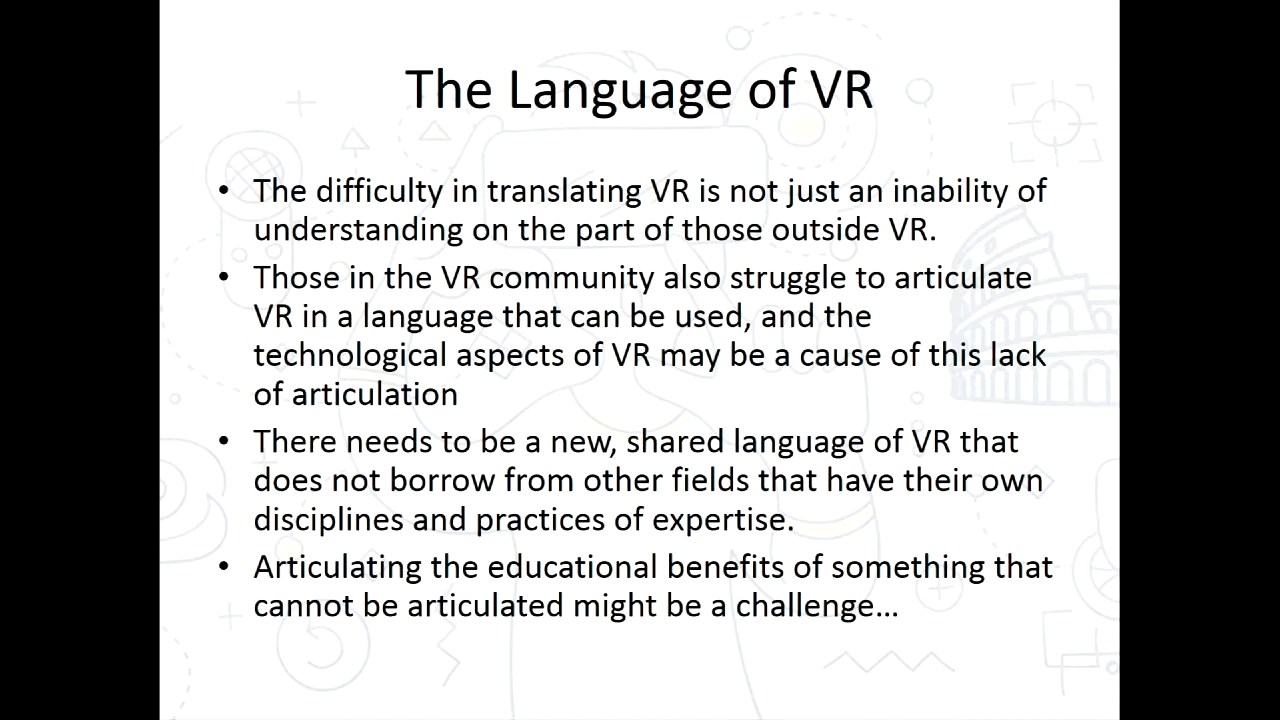 The Language of VR
• The difficulty in translating VR is not just an inability of
understanding on the part of those outside VR.
• Those in the VR community also struggle to articulate
VR in a language that can be used, and the
technological aspects of VR may be a cause of this lack
of articulation
• There needs to be a new, shared language of VR that
does not borrow from other fields that have their own
disciplines and practices of expertise.
• Articulating the educational benefits of something that
cannot be articulated might be a challenge…